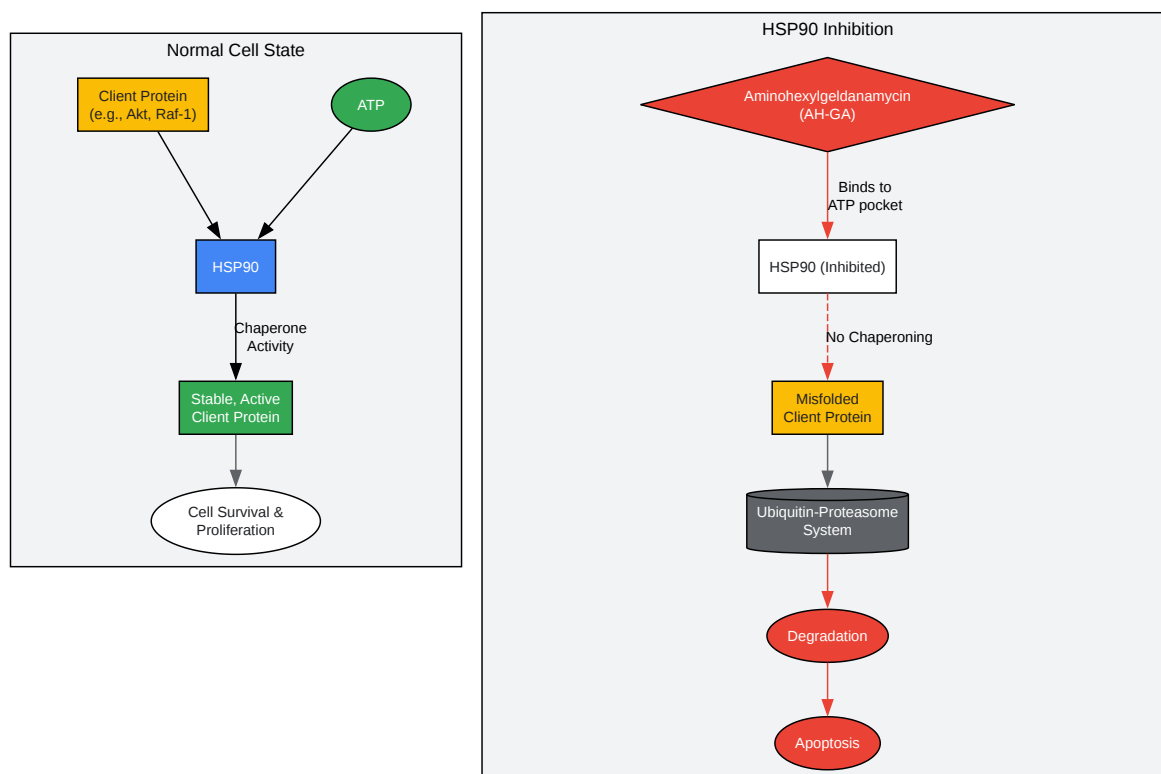 Normal Cell State
Client Protein
(e.g., Akt, Raf-1)
ATP
HSP90
Chaperone
Activity
Stable, Active
Client Protein
Cell Survival &
Proliferation
HSP90 Inhibition
Aminohexylgeldanamycin
(AH-GA)
Binds to
ATP pocket
HSP90 (Inhibited)
No Chaperoning
Misfolded
Client Protein
Ubiquitin-Proteasome
System
Degradation
Apoptosis